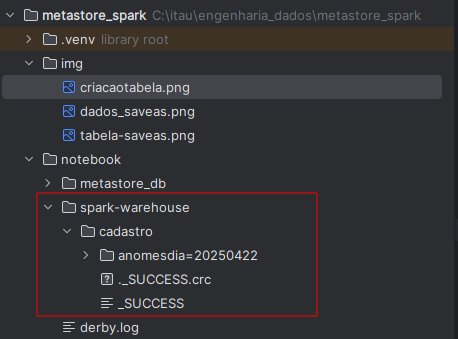 metastore_spark C:\itau\engenharia_dados\metastore_spark
.venv library root
img
criacaotabela.png
dados_saveas.png
tabela-saveas.png
notebook
metastore_db
spark-warehouse
cadastro
anomesdia=20250422
? ._SUCCESS.crc
_SUCCESS
derby.log